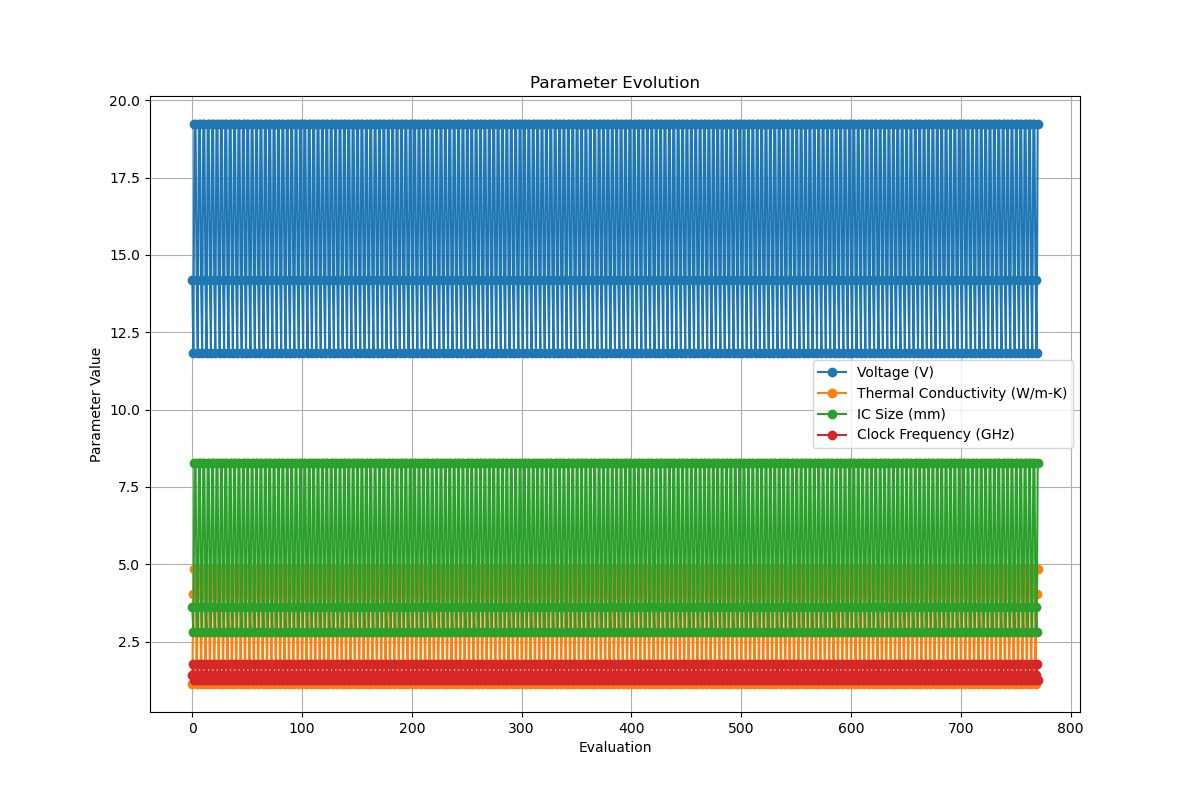 Parameter Evolution
20.0
17.5
15.0
12.5
10.0
7.5
5.0
2.5
Parameter Value
Voltage (V)
Thermal Conductivity (W/m-K)
IC Size (mm)
Clock Frequency (GHz)
0 100 200 300 400 500 600 700 800
Evaluation